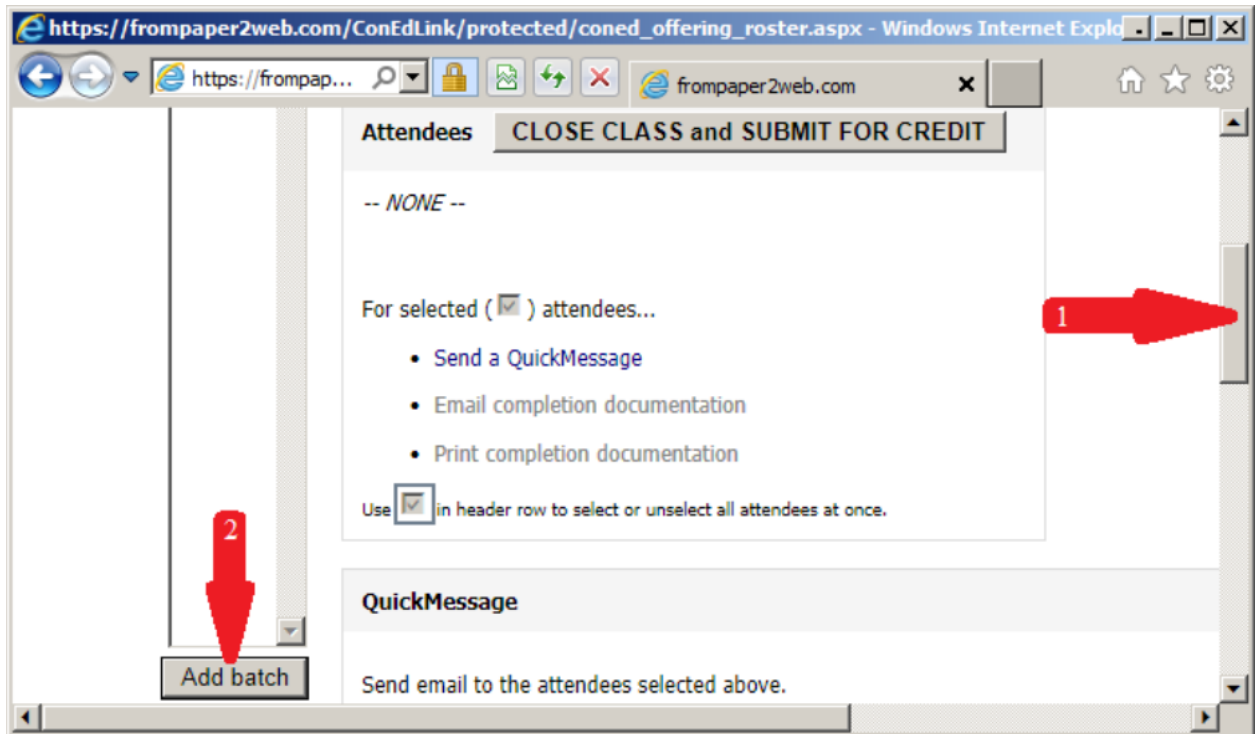 https://frompaper2web.com/ConEdLink/protected/coned_offering_roster.aspx - Windows Internet Explo
https://frompap...
frompaper2web.com
Attendees CLOSE CLASS and SUBMIT FOR CREDIT
-- NONE --
For selected ( ) attendees...
1
• Send a QuickMessage
• Email completion documentation
• Print completion documentation
Use in header row to select or unselect all attendees at once.
2
QuickMessage
Add batch
Send email to the attendees selected above.